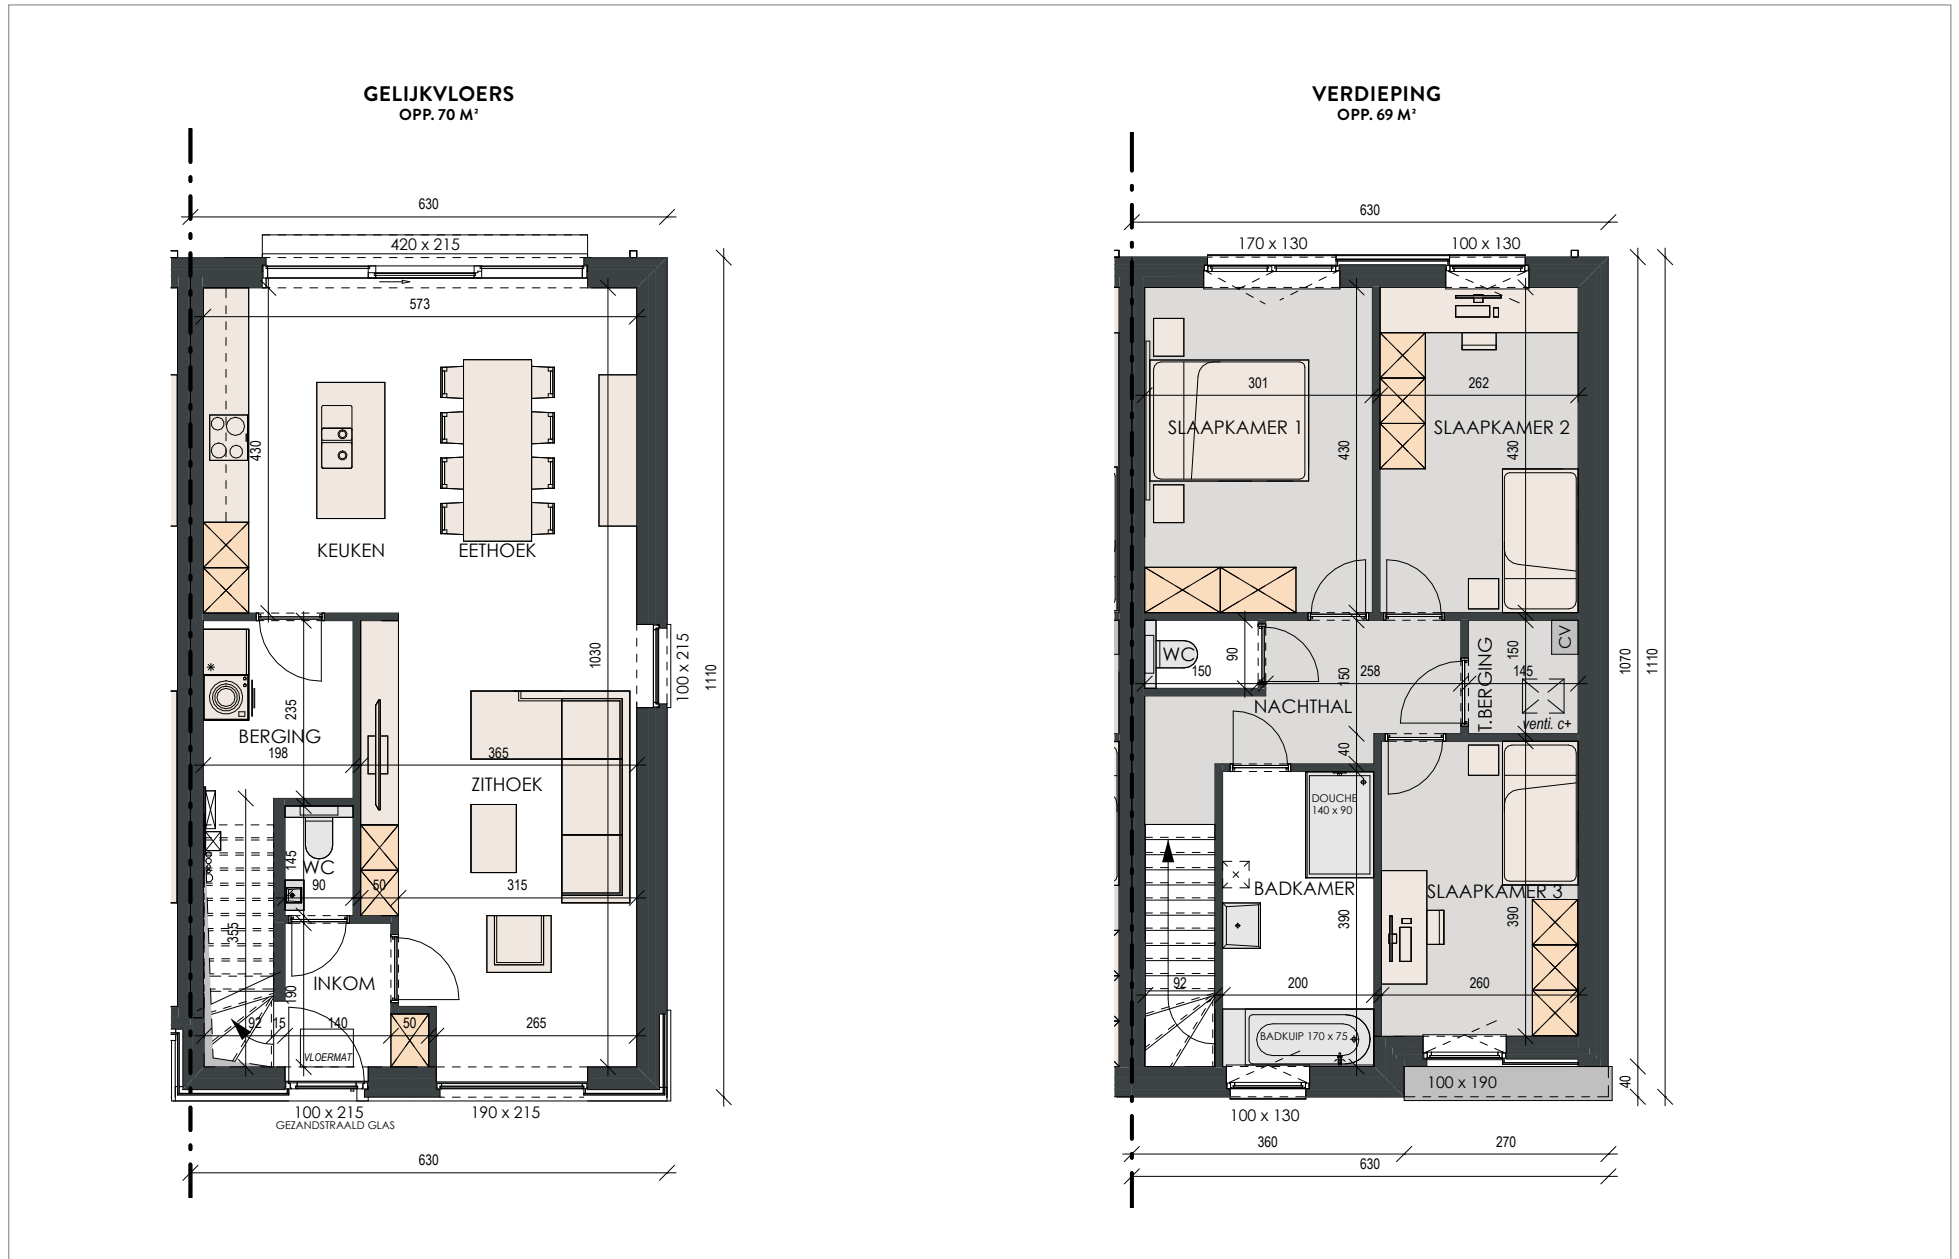 GELIJKVLOERS
OPP. 70 M²
630
420 x 215
573
430
KEUKEN
EETHOEK
1030
100 x 215
1110
235
BERGING
198
365
ZITHOEK
145
WC
90
50
315
355
INKOM
190
92
15
140
50
265
VLOERMAT
100 x 215
GEZANDSTRAALD GLAS
190 x 215
630
VERDIEPING
OPP. 69 M²
630
170 x 130
100 x 130
301
262
SLAAPKAMER 1
SLAAPKAMER 2
430
430
WC
150
90
150
258
T.BERGING
150
145
CV
venti. c+
NACHTHAL
40
1070
1110
DOUCHE
140 x 90
BADKAMER
SLAAPKAMER 3
390
390
92
200
260
BADKUIP 170 x 75
100 x 190
40
100 x 130
360
270
630